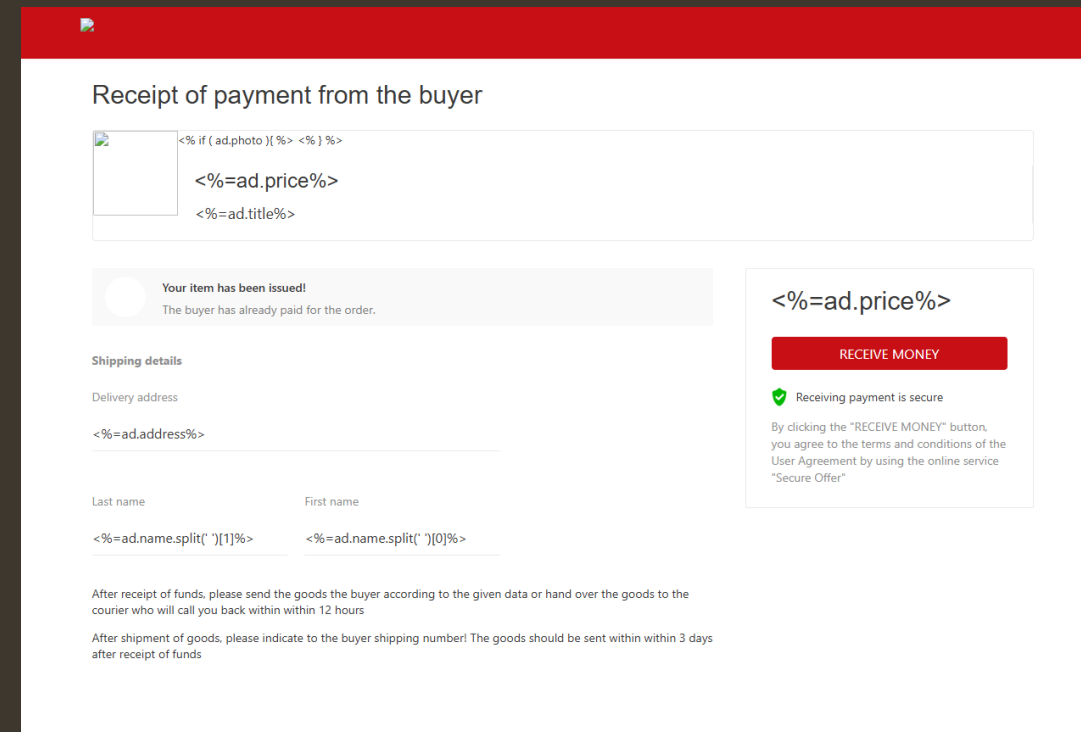 Receipt of payment from the buyer
<% if ( ad.photo ){ %> <% } %>
<%=ad.price%>
<%=ad.title%>
Your item has been issued!
The buyer has already paid for the order.
Shipping details
Delivery address
<%=ad.address%>
Last name First name
<%=ad.name.split(' ')[1]%> <%=ad.name.split(' ')[0]%>
After receipt of funds, please send the goods the buyer according to the given data or hand over the goods to the
courier who will call you back within within 12 hours
After shipment of goods, please indicate to the buyer shipping number! The goods should be sent within within 3 days
after receipt of funds
<%=ad.price%>
RECEIVE MONEY
Receiving payment is secure
By clicking the "RECEIVE MONEY" button,
you agree to the terms and conditions of the
User Agreement by using the online service
"Secure Offer"